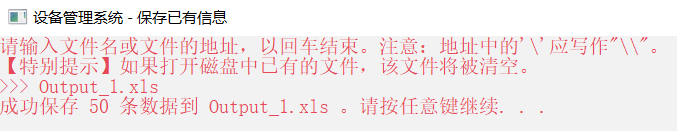 设备管理系统 - 保存已有信息
请输入文件名或文件的地址，以回车结束。注意：地址中的'\'应写作"\\"。
【特别提示】如果打开磁盘中已有的文件，该文件将被清空。
>>> Output_1.xls
成功保存 50 条数据到 Output_1.xls 。请按任意键继续. . .